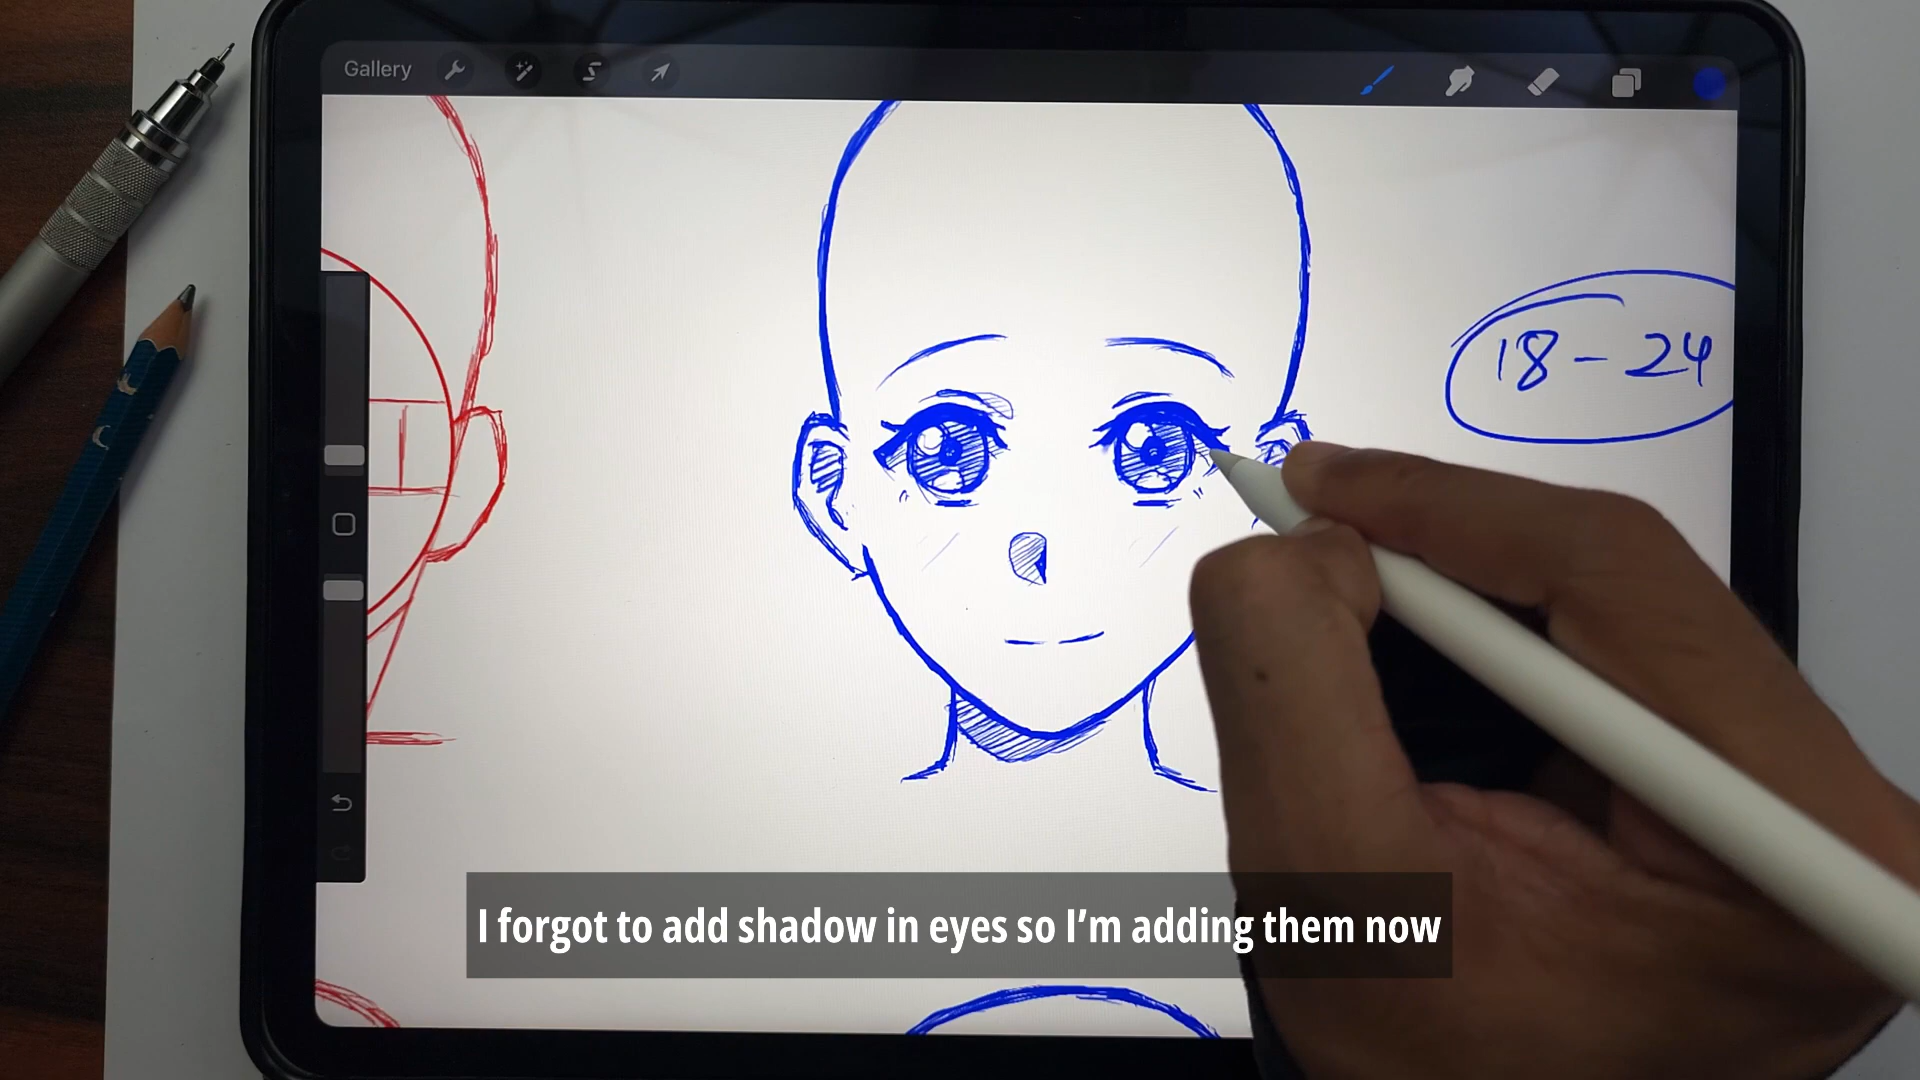 Gallery
18 - 24
I forgot to add shadow in eyes so I'm adding them now